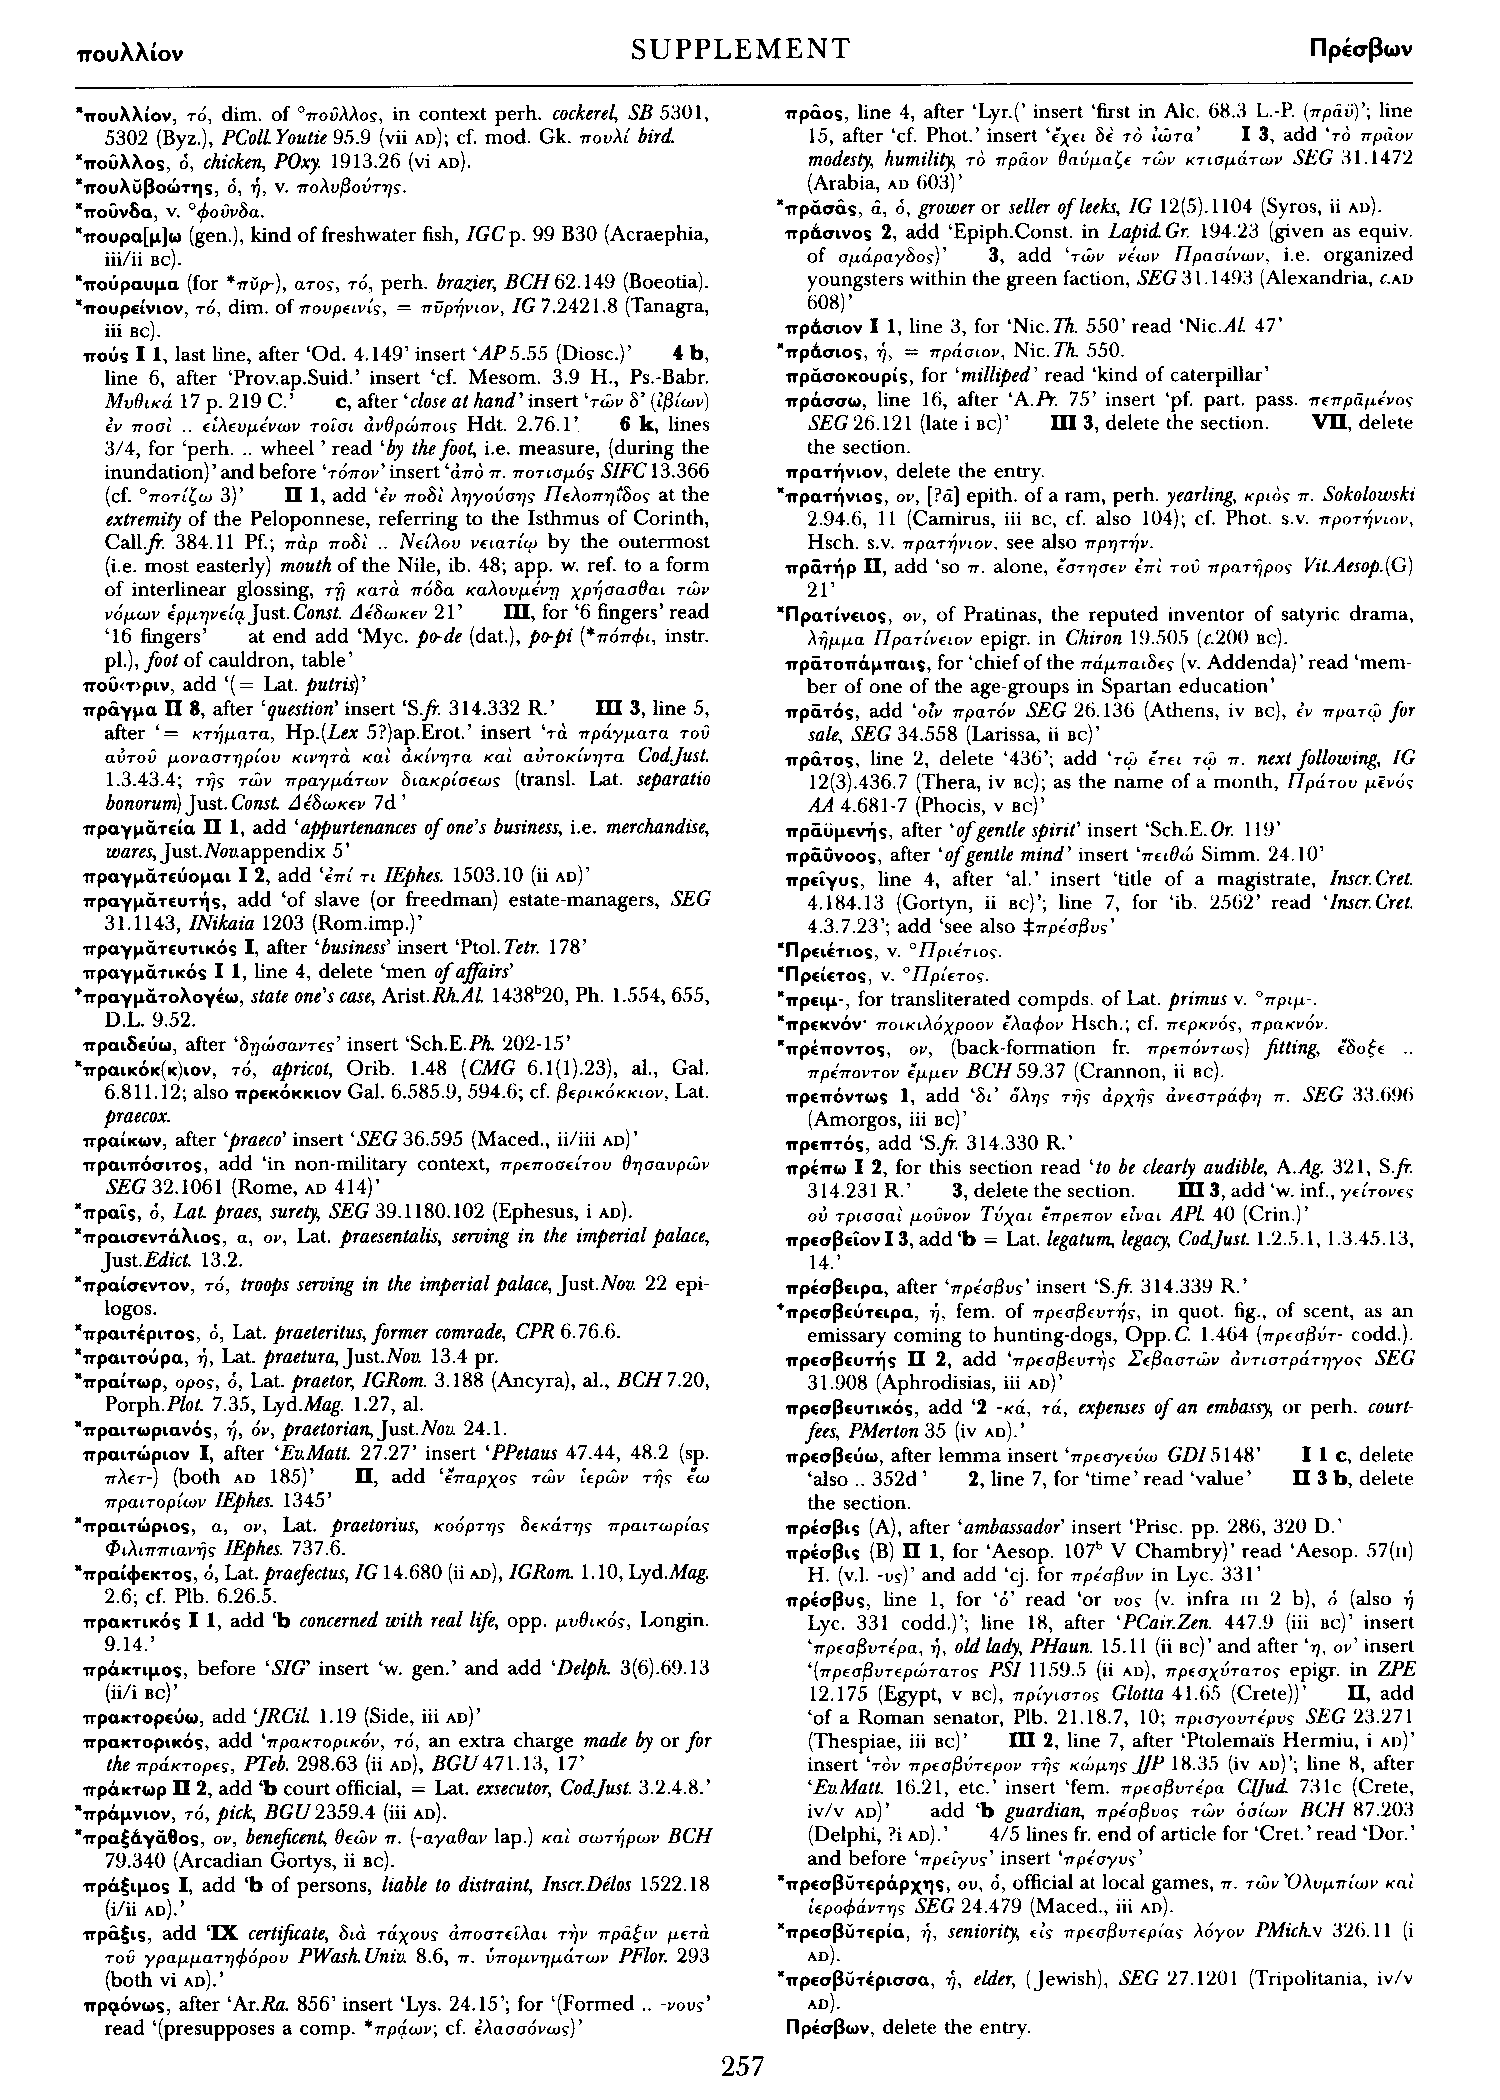 πουλλίον SUPPLEMENT Πρέσβων
*πουλλίον, τό, dim. of °ποῦλλος, in context perh. cockerel, SB 5301,
5302 (Byz.), PColl.Youtie 95.9 (vii AD); cf. mod. Gk. πουλί bird.
*ποῦλλος, ὁ, chicken, POxy. 1913.26 (vi AD).
*πουλῠβοώτης, ὁ, ἡ, v. πολυβούτης.
*ποῦνδα, v. °φοῦνδα.
*πουρα[μ]ω (gen.), kind of freshwater fish, IGC p. 99 B30 (Acraephia,
iii/ii BC).
*πούραυμα (for *πῠρ-), ατος, τό, perh. brazier, BCH 62.149 (Boeotia).
*πουρείνιον, τό, dim. of πουρεινίς, = πῡρήνιον, IG 7.2421.8 (Tanagra,
iii BC).
πούς I 1, last line, after ‘Od. 4.149’ insert ‘AP 5.55 (Diosc.)’ 4 b,
line 6, after ‘Prov.ap.Suid.’ insert ‘cf. Mesom. 3.9 H., Ps.-Babr.
Μυθικά 17 p. 219 C.’ c, after ‘close at hand’ insert ‘τῶν δ’ (ἰβίων)
ἐν ποσὶ .. εἱλευμένων τοῖσι ἀνθρώποις Hdt. 2.76.1’ 6 k, lines
3/4, for ‘perh. .. wheel’ read ‘by the foot, i.e. measure, (during the
inundation)’ and before ‘τόπον’ insert ‘ἀπὸ π. ποτισμός SIFC 13.366
(cf. °ποτίζω 3)’ II 1, add ‘ἐν ποδὶ ληγούσης Πελοπηΐδος at the
extremity of the Peloponnese, referring to the Isthmus of Corinth,
Call.fr. 384.11 Pf.; πὰρ ποδὶ .. Νείλου νειατίῳ by the outermost
(i.e. most easterly) mouth of the Nile, ib. 48; app. w. ref. to a form
of interlinear glossing, τῇ κατὰ πόδα καλουμένῃ χρήσασθαι τῶν
νόμων ἑρμηνείᾳ Just.Const. Δέδωκεν 21’ III, for ‘6 fingers’ read
‘16 fingers’ at end add ‘Myc. po-de (dat.), po-pi (*πόπφι, instr.
pl.), foot of cauldron, table’
ποῦ‹τ›ριν, add ‘(= Lat. putris)’
πρᾶγμα II 8, after ‘question’ insert ‘S.fr. 314.332 R.’ III 3, line 5,
after ‘= κτήματα, Hp.(Lex 5?)ap.Erot.’ insert ‘τὰ πράγματα τοῦ
αὐτοῦ μοναστηρίου κινητὰ καὶ ἀκίνητα καὶ αὐτοκίνητα Cod.Just.
1.3.43.4; τῆς τῶν πραγμάτων διακρίσεως (transl. Lat. separatio
bonorum) Just.Const. Δέδωκεν 7d’
πραγμᾰτεία II 1, add ‘appurtenances of one's business, i.e. merchandise,
wares, Just.Nov.appendix 5’
πραγμᾰτεύομαι I 2, add ‘ἐπί τι IEphes. 1503.10 (ii AD)’
πραγμᾰτευτής, add ‘of slave (or freedman) estate-managers, SEG
31.1143, INikaia 1203 (Rom.imp.)’
πραγμᾰτευτικός I, after ‘business’ insert ‘Ptol.Tetr. 178’
πραγμᾰτικός I 1, line 4, delete ‘men of affairs’
⁺πραγμᾰτολογέω, state one's case, Arist.Rh.Al. 1438ᵇ20, Ph. 1.554, 655,
D.L. 9.52.
πραιδεύω, after ‘δῃώσαντες’ insert ‘Sch.E.Ph. 202-15’
*πραικόκ(κ)ιον, τό, apricot, Orib. 1.48 (CMG 6.1(1).23), al., Gal.
6.811.12; also πρεκόκκιον Gal. 6.585.9, 594.6; cf. βερικόκκιον, Lat.
praecox.
πραίκων, after ‘praeco’ insert ‘SEG 36.595 (Maced., ii/iii AD)’
πραιπόσιτος, add ‘in non-military context, πρεποσείτου θησαυρῶν
SEG 32.1061 (Rome, AD 414)’
*πραΐς, ὁ, Lat. praes, surety, SEG 39.1180.102 (Ephesus, i AD).
*πραισεντάλιος, α, ον, Lat. praesentalis, serving in the imperial palace,
Just.Edict. 13.2.
*πραίσεντον, τό, troops serving in the imperial palace, Just.Nov. 22 epi-
logos.
*πραιτέριτος, ὁ, Lat. praeteritus, former comrade, CPR 6.76.6.
*πραιτούρα, ἡ, Lat. praetura, Just.Nov. 13.4 pr.
*πραίτωρ, ορος, ὁ, Lat. praetor, IGRom. 3.188 (Ancyra), al., BCH 7.20,
Porph.Plot. 7.35, Lyd.Mag. 1.27, al.
*πραιτωριανός, ή, όν, praetorian, Just.Nov. 24.1.
πραιτώριον I, after ‘Ev.Matt. 27.27’ insert ‘PPetaus 47.44, 48.2 (sp.
πλετ-) (both AD 185)’ II, add ‘ἔπαρχος τῶν ἱερῶν τῆς ἕω
πραιτορίων IEphes. 1345’
*πραιτώριος, α, ον, Lat. praetorius, κοόρτης δεκάτης πραιτωρίας
Φιλιππιανῆς IEphes. 737.6.
*πραίφεκτος, ὁ, Lat. praefectus, IG 14.680 (ii AD), IGRom. 1.10, Lyd.Mag.
2.6; cf. Plb. 6.26.5.
πρακτικός I 1, add ‘b concerned with real life, opp. μυθικός, Longin.
9.14.’
πράκτιμος, before ‘SIG’ insert ‘w. gen.’ and add ‘Delph. 3(6).69.13
(ii/i BC)’
πρακτορεύω, add ‘JRCil. 1.19 (Side, iii AD)’
πρακτορικός, add ‘πρακτορικόν, τό, an extra charge made by or for
the πράκτορες, PTeb. 298.63 (ii AD), BGU 471.13, 17’
πράκτωρ II 2, add ‘b court official, = Lat. exsecutor, Cod.Just. 3.2.4.8.’
*πράμνιον, τό, pick, BGU 2359.4 (iii AD).
*πραξάγᾰθος, ον, beneficent, θεῶν π. (-αγαθαν lap.) καὶ σωτήρων BCH
79.340 (Arcadian Gortys, ii BC).
πράξιμος I, add ‘b of persons, liable to distraint, Inscr.Délos 1522.18
(i/ii AD).’
πρᾶξις, add ‘IX certificate, διὰ τάχους ἀποστεῖλαι τὴν πρᾶξιν μετὰ
τοῦ γραμματηφόρου PWash.Univ. 8.6, π. ὑπομνημάτων PFlor. 293
(both vi AD).’
πρᾳόνως, after ‘Ar.Ra. 856’ insert ‘Lys. 24.15’; for ‘(Formed .. -νους’
read ‘(presupposes a comp. *πρᾴων; cf. ἐλασσόνως)’
πρᾶος, line 4, after ‘Lyr.(’ insert ‘first in Alc. 68.3 L.-P. (πρᾶϋ)’; line
15, after ‘cf. Phot.’ insert ‘ἔχει δὲ τὸ ἰῶτα’ I 3, add ‘τὸ πρᾶον
modesty, humility, τὸ πρᾶον θαύμαζε τῶν κτισμάτων SEG 31.1472
(Arabia, AD 603)’
*πρᾰσᾶς, ᾶ, ὁ, grower or seller of leeks, IG 12(5).1104 (Syros, ii AD).
πράσινος 2, add ‘Epiph.Const. in Lapid.Gr. 194.23 (given as equiv.
of σμάραγδος)’ 3, add ‘τῶν νέων Πρασίνων, i.e. organized
youngsters within the green faction, SEG 31.1493 (Alexandria, c.AD
608)’
πράσιον I 1, line 3, for ‘Nic.Th. 550’ read ‘Nic.Al. 47’
*πράσιος, ἡ, = πράσιον, Nic.Th. 550.
πρᾰσοκουρίς, for ‘milliped’ read ‘kind of caterpillar’
πράσσω, line 16, after ‘A.Pr. 75’ insert ‘pf. part. pass. πεπρᾱμένος
SEG 26.121 (late i BC)’ III 3, delete the section. VII, delete
the section.
πρατήνιον, delete the entry.
*πρατήνιος, ον, [?ᾱ] epith. of a ram, perh. yearling, κριὸς π. Sokolowski
2.94.6, 11 (Camirus, iii BC, cf. also 104); cf. Phot. s.v. προτήνιον,
Hsch. s.v. πρατήνιον, see also πρητήν.
πρᾱτήρ II, add ‘so π. alone, ἔστησεν ἐπὶ τοῦ πρατῆρος Vit.Aesop.(G)
21’
*Πρατίνειος, ον, of Pratinas, the reputed inventor of satyric drama,
λῆμμα Πρατίνειον epigr. in Chiron 19.505 (c.200 BC).
πρᾱτοπάμπαις, for ‘chief of the πάμπαιδες (v. Addenda)’ read ‘mem-
ber of one of the age-groups in Spartan education’
πρᾱτός, add ‘οἶν πρατόν SEG 26.136 (Athens, iv BC), ἐν πρατῷ for
sale, SEG 34.558 (Larissa, ii BC)’
πρᾶτος, line 2, delete ‘436’; add ‘τῷ ἔτει τῷ π. next following, IG
12(3).436.7 (Thera, iv BC); as the name of a month, Πράτου μενός
AA 4.681-7 (Phocis, v BC)’
πρᾱϋμενής, after ‘of gentle spirit’ insert ‘Sch.E.Or. 119’
πρᾱΰνοος, after ‘of gentle mind’ insert ‘πειθώ Simm. 24.10’
πρεῖγυς, line 4, after ‘al.’ insert ‘title of a magistrate, Inscr.Cret.
4.184.13 (Gortyn, ii BC)’; line 7, for ‘ib. 2562’ read ‘Inscr.Cret.
4.3.7.23’; add ‘see also ‡πρέσβυς’
*Πρειέτιος, v. °Πριέτιος.
*Πρείετος, v. °Πρίετος.
*πρειμ-, for transliterated compds. of Lat. primus v. °πριμ-.
*πρεκνόν· ποικιλόχροον ἔλαφον Hsch.; cf. περκνός, πρακνόν.
*πρέποντος, ον, (back-formation fr. πρεπόντως) fitting, ἔδοξε ..
πρέποντον ἔμμεν BCH 59.37 (Crannon, ii BC).
πρεπόντως 1, add ‘δι’ ὅλης τῆς ἀρχῆς ἀνεστράφη π. SEG 33.696
(Amorgos, iii BC)’
πρεπτός, add ‘S.fr. 314.330 R.’
πρέπω I 2, for this section read ‘to be clearly audible, A.Ag. 321, S.fr.
314.231 R.’ 3, delete the section. III 3, add ‘w. inf., γείτονες
οὐ τρισσαὶ μοῦνον Τύχαι ἔπρεπον εἶναι APl. 40 (Crin.)’
πρεσβεῖον I 3, add ‘b = Lat. legatum, legacy, Cod.Just. 1.2.5.1, 1.3.45.13,
14.’
πρέσβειρα, after ‘πρέσβυς’ insert ‘S.fr. 314.339 R.’
⁺πρεσβεύτειρα, ἡ, fem. of πρεσβευτής, in quot. fig., of scent, as an
emissary coming to hunting-dogs, Opp.C. 1.464 (πρεσβύτ- codd.).
πρεσβευτής II 2, add ‘πρεσβευτὴς Σεβαστῶν ἀντιστράτηγος SEG
31.908 (Aphrodisias, iii AD)’
πρεσβευτικός, add ‘2 -κά, τά, expenses of an embassy, or perh. court-
fees, PMerton 35 (iv AD).’
πρεσβεύω, after lemma insert ‘πρεσγεύω GDI 5148’ I 1 c, delete
‘also .. 352d’ 2, line 7, for ‘time’ read ‘value’ II 3 b, delete
the section.
πρέσβις (A), after ‘ambassador’ insert ‘Prisc. pp. 286, 320 D.’
πρέσβις (B) II 1, for ‘Aesop. 107ᵇ V Chambry)’ read ‘Aesop. 57(II)
H. (v.l. -υς)’ and add ‘cj. for πρέσβυν in Lyc. 331’
πρέσβυς, line 1, for ‘ὁ’ read ‘or υος (v. infra III 2 b), ὁ (also ἡ
Lyc. 331 codd.)’; line 18, after ‘PCair.Zen. 447.9 (iii BC)’ insert
‘πρεσβυτέρα, ἡ, old lady, PHaun. 15.11 (ii BC)’ and after ‘η, ον’ insert
‘(πρεσβυτερώτατος PSI 1159.5 (ii AD), πρεσχύτατος epigr. in ZPE
12.175 (Egypt, v BC), πρίγιστος Glotta 41.65 (Crete))’ II, add
‘of a Roman senator, Plb. 21.18.7, 10; πρισγουτέρυς SEG 23.271
(Thespiae, iii BC)’ III 2, line 7, after ‘Ptolemaïs Hermiu, i AD)’
insert ‘τὸν πρεσβύτερον τῆς κώμης JJP 18.35 (iv AD)’; line 8, after
‘Ev.Matt. 16.21, etc.’ insert ‘fem. πρεσβυτέρα CIJud. 731c (Crete,
iv/v AD)’ add ‘b guardian, πρέσβυος τῶν ὁσίων BCH 87.203
(Delphi, ?i AD).’ 4/5 lines fr. end of article for ‘Cret.’ read ‘Dor.’
and before ‘πρεῖγυς’ insert ‘πρέσγυς’
*πρεσβῠτεράρχης, ου, ὁ, official at local games, π. τῶν Ὀλυμπίων καὶ
ἱεροφάντης SEG 24.479 (Maced., iii AD).
*πρεσβῠτερία, ἡ, seniority, εἰς πρεσβυτερίας λόγον PMich.v 326.11 (i
AD).
*πρεσβῠτέρισσα, ἡ, elder, (Jewish), SEG 27.1201 (Tripolitania, iv/v
AD).
Πρέσβων, delete the entry.
257